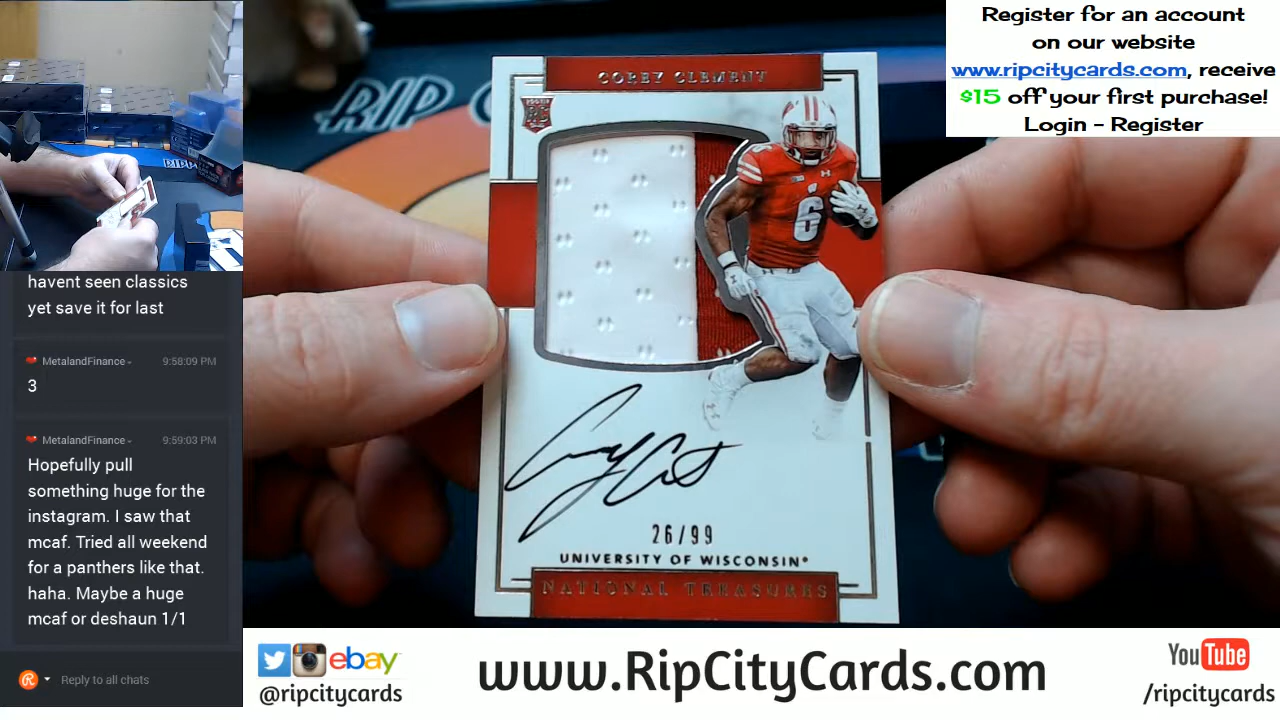 Register for an account
on our website
www.ripcitycards.com, receive
$15 off your first purchase!
Login - Register
RIP
COREY CLEMENT
RC
6
26/99
UNIVERSITY OF WISCONSIN®
NATIONAL TREASURES
havent seen classics
yet save it for last
MetalandFinance 9:58:09 PM
3
MetalandFinance 9:59:03 PM
Hopefully pull
something huge for the
instagram. I saw that
mcaf. Tried all weekend
for a panthers like that.
haha. Maybe a huge
mcaf or deshaun 1/1
Reply to all chats
ebay
@ripcitycards
www.RipCityCards.com
YouTube
/ripcitycards